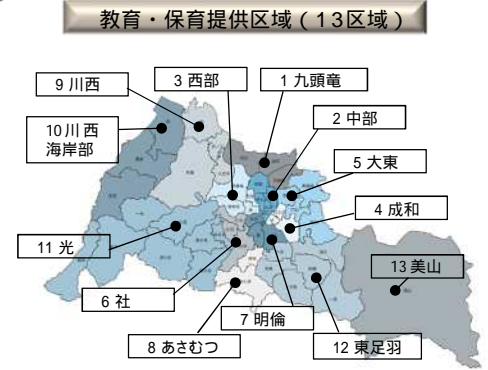 教育・保育提供区域(13区域)
9 川西
3 西部
1 九頭竜
10 川 西
海岸部
2 中部
5 大東
4 成和
11 光
13 美山
6 社
7 明倫
8 あさむつ
12 東足羽